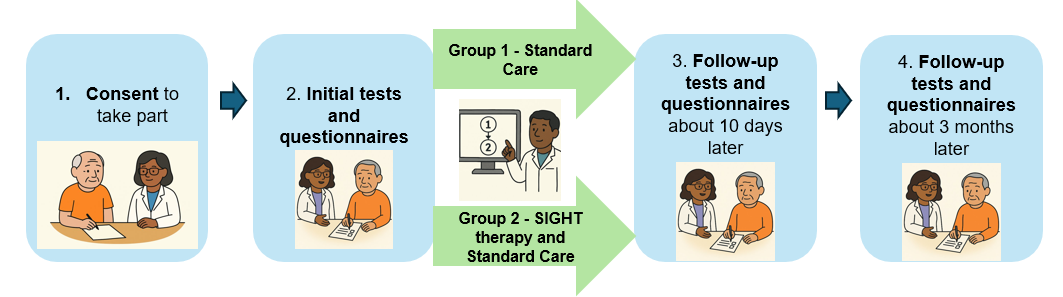 1. Consent to
take part
2. Initial tests
and
questionnaires
Group 1 - Standard
Care
1
2
Group 2 - SIGHT
therapy and
Standard Care
3. Follow-up
tests and
questionnaires
about 10 days
later
4. Follow-up
tests and
questionnaires
about 3 months
later